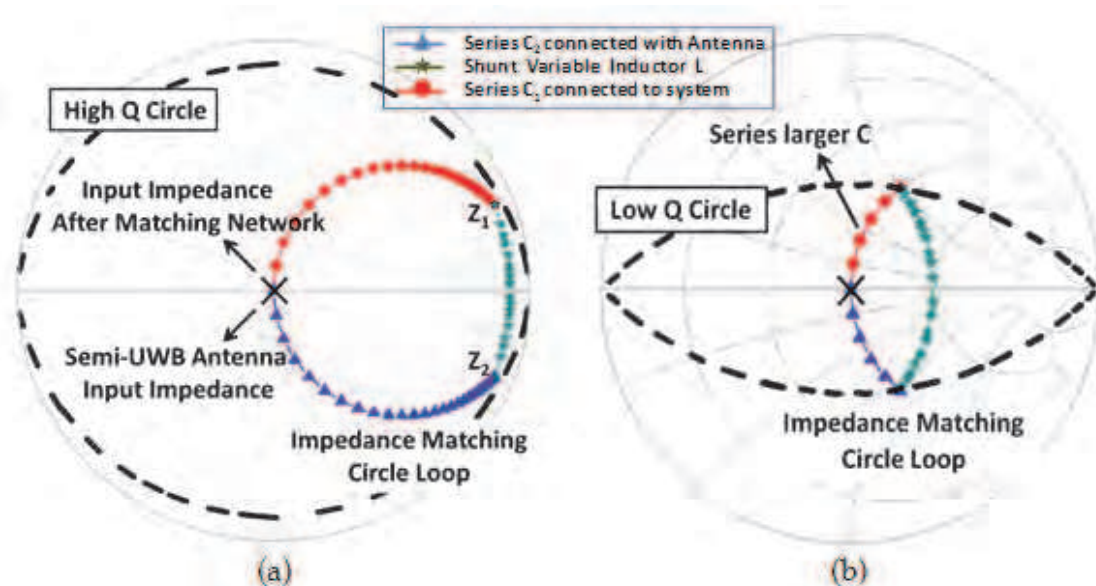 Series C₂ connected with Antenna
Shunt Variable Inductor L
Series C₂ connected to system
High Q Circle
Input Impedance
After Matching Network
Z₁
Semi-UWB Antenna
Input Impedance
Z₂
Impedance Matching
Circle Loop
(a)
Series larger C
Low Q Circle
Impedance Matching
Circle Loop
(b)